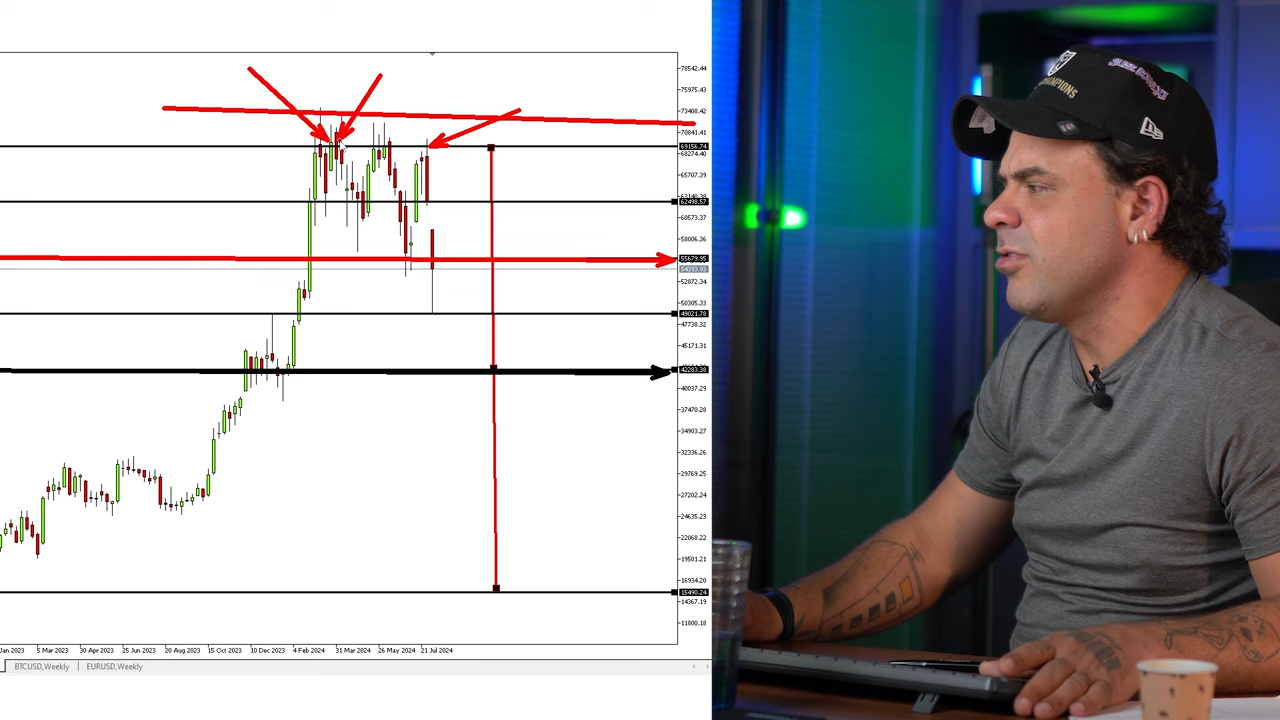 78542.44
75975.43
73408.42
70841.41
69156.74
68274.40
65707.39
63140.38
62498.57
60573.37
58006.36
55679.95
54093.93
52872.34
50305.33
49021.78
47738.32
45171.31
42283.38
40037.29
37470.28
34903.27
32336.26
29769.25
27202.24
24635.23
22068.22
19501.21
16934.20
15490.24
14367.19
11800.18
Jan 2023
5 Mar 2023
30 Apr 2023
25 Jun 2023
20 Aug 2023
15 Oct 2023
10 Dec 2023
4 Feb 2024
31 Mar 2024
26 May 2024
21 Jul 2024
BTCUSD,Weekly
EURUSD,Weekly
CHAMPIONS